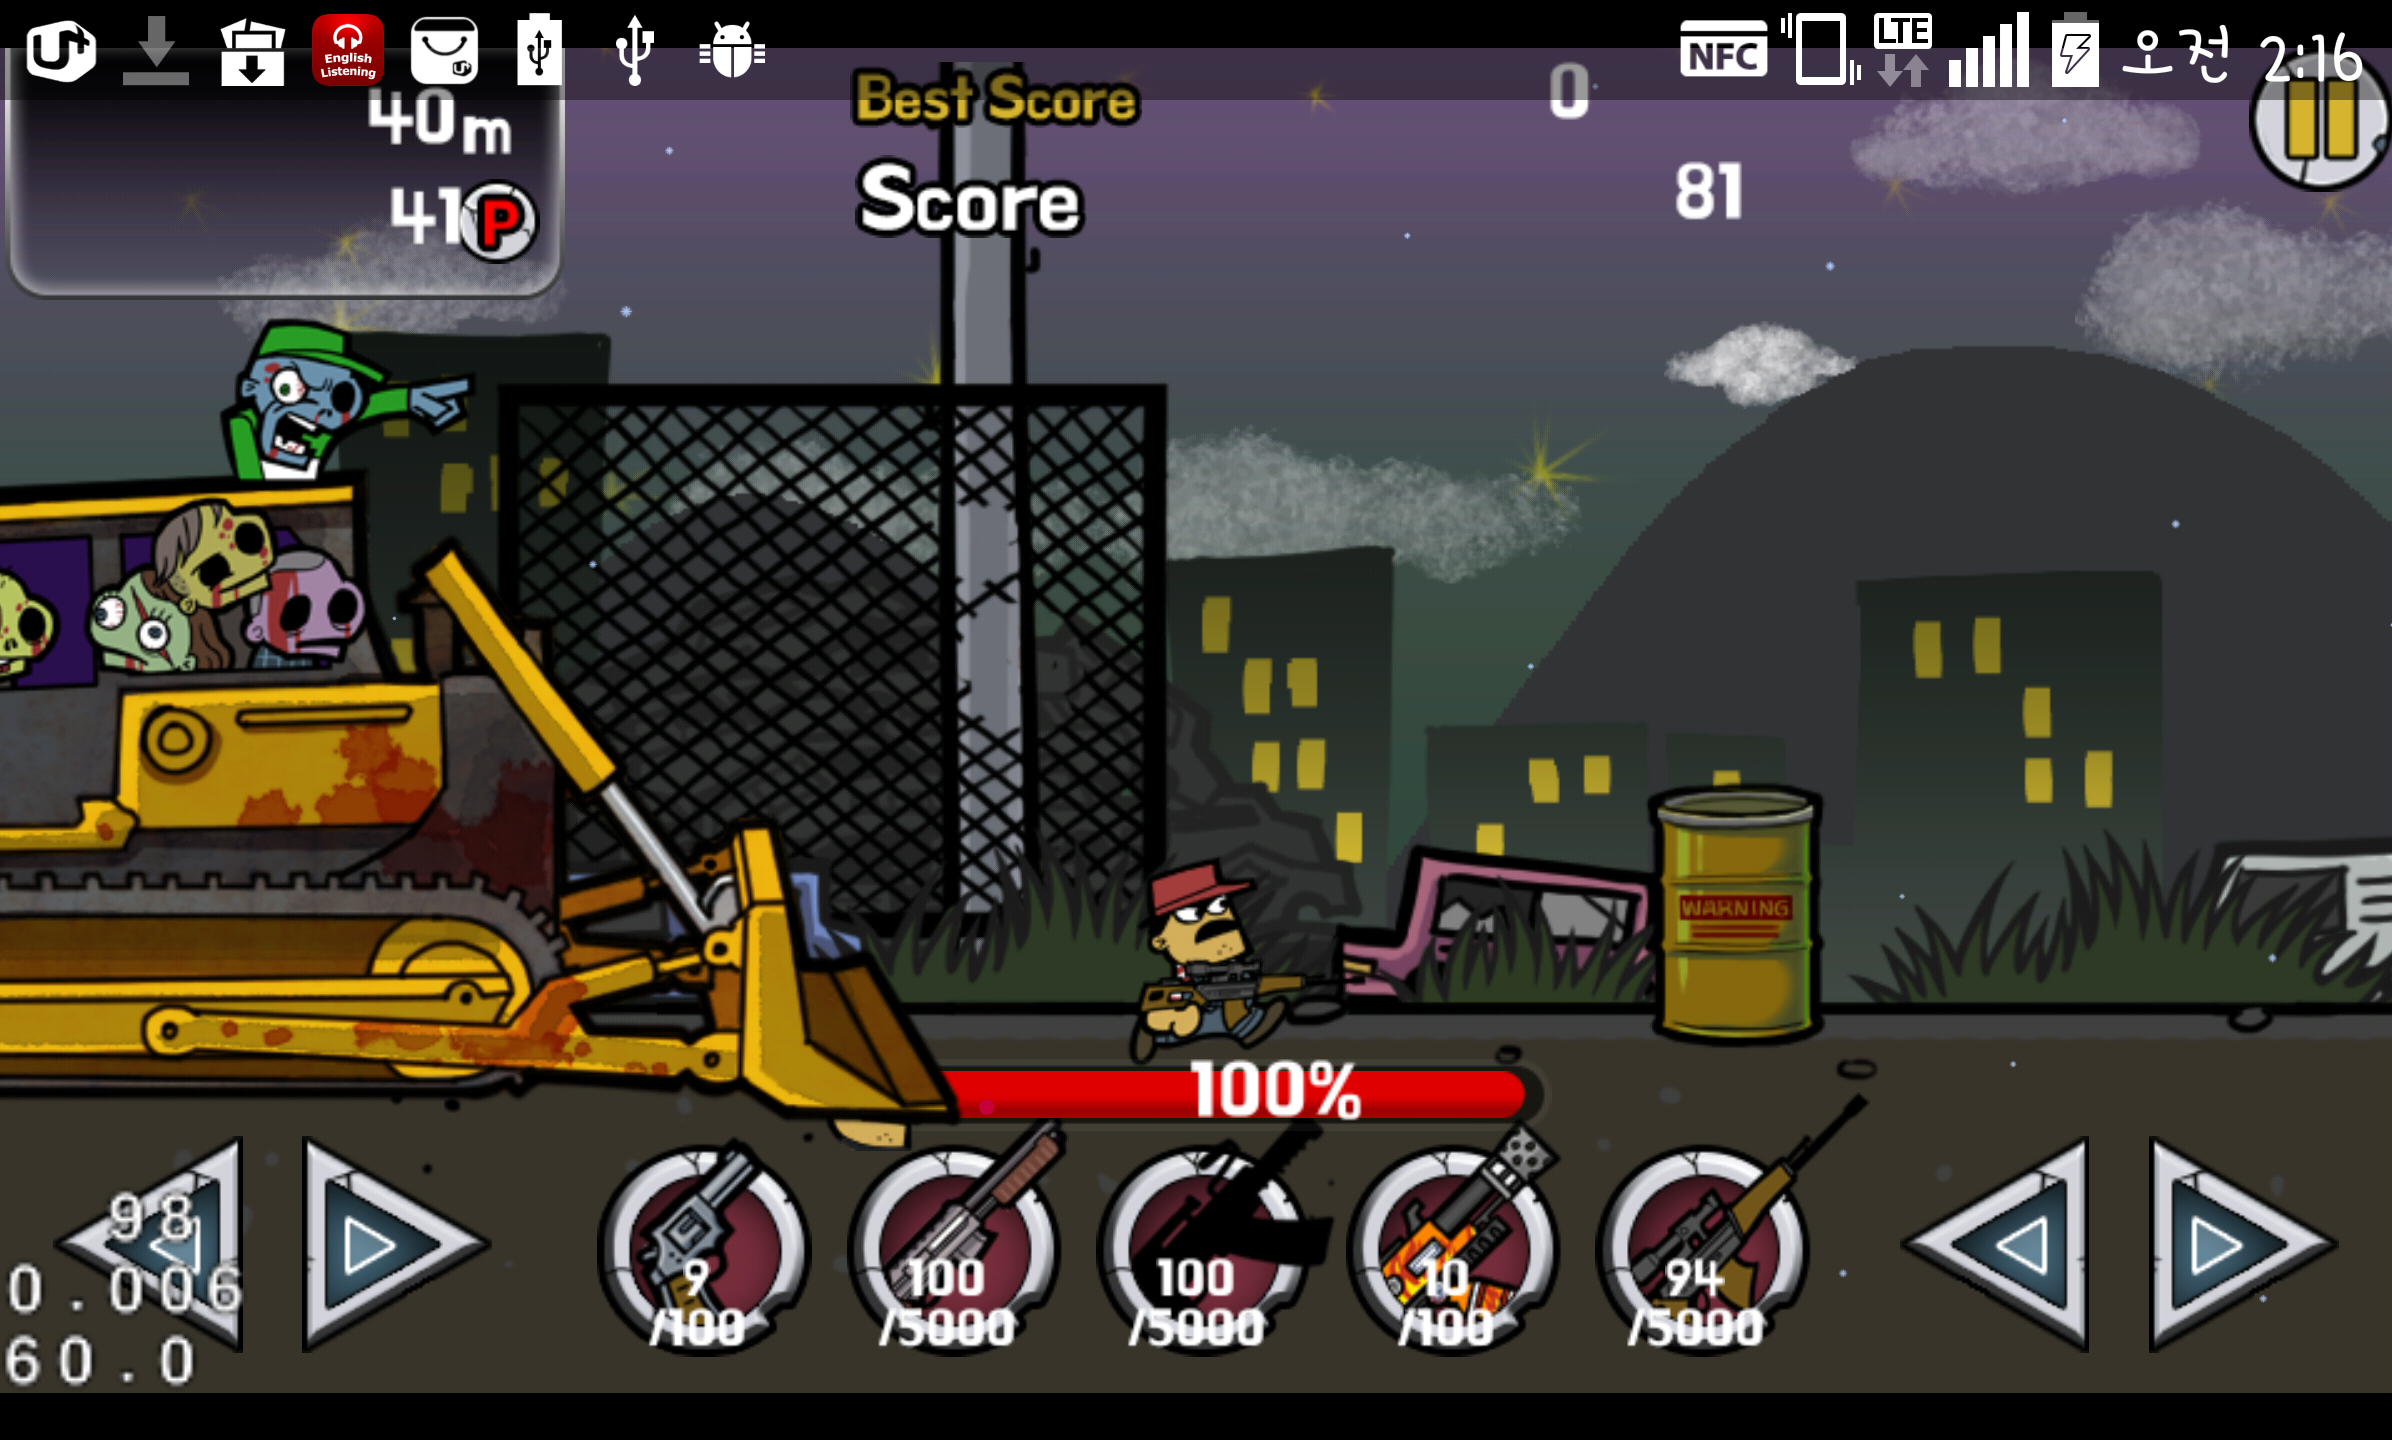 U+
English
Listening
NFC
LTE
오전 2:16
40m
Best Score
0
41P
Score
81
WARNING
100%
98
0.006
60.0
9
/100
100
/5000
100
/5000
10
/100
94
/5000